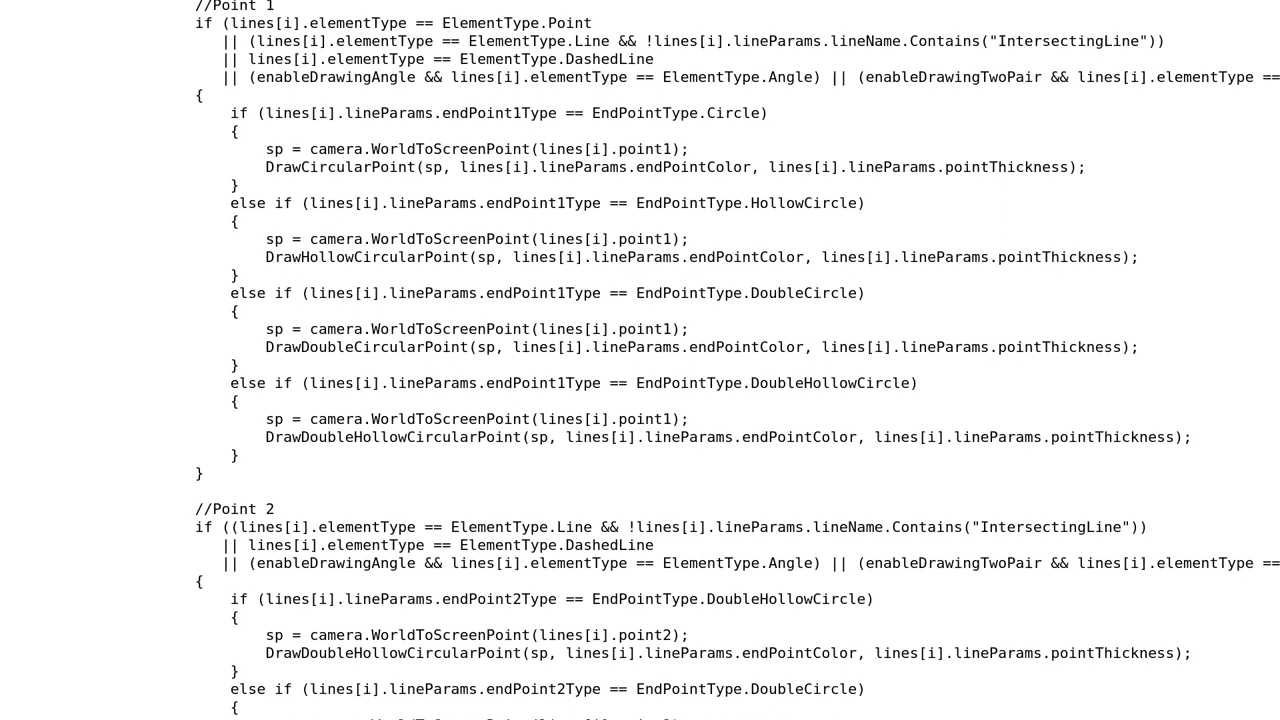 //Point 1
if (lines[i].elementType == ElementType.Point
|| (lines[i].elementType == ElementType.Line && !lines[i].lineParams.lineName.Contains("IntersectingLine"))
|| lines[i].elementType == ElementType.DashedLine
|| (enableDrawingAngle && lines[i].elementType == ElementType.Angle) || (enableDrawingTwoPair && lines[i].elementType ==
{
if (lines[i].lineParams.endPoint1Type == EndPointType.Circle)
{
sp = camera.WorldToScreenPoint(lines[i].point1);
DrawCircularPoint(sp, lines[i].lineParams.endPointColor, lines[i].lineParams.pointThickness);
}
else if (lines[i].lineParams.endPoint1Type == EndPointType.HollowCircle)
{
sp = camera.WorldToScreenPoint(lines[i].point1);
DrawHollowCircularPoint(sp, lines[i].lineParams.endPointColor, lines[i].lineParams.pointThickness);
}
else if (lines[i].lineParams.endPoint1Type == EndPointType.DoubleCircle)
{
sp = camera.WorldToScreenPoint(lines[i].point1);
DrawDoubleCircularPoint(sp, lines[i].lineParams.endPointColor, lines[i].lineParams.pointThickness);
}
else if (lines[i].lineParams.endPoint1Type == EndPointType.DoubleHollowCircle)
{
sp = camera.WorldToScreenPoint(lines[i].point1);
DrawDoubleHollowCircularPoint(sp, lines[i].lineParams.endPointColor, lines[i].lineParams.pointThickness);
}
}
//Point 2
if ((lines[i].elementType == ElementType.Line && !lines[i].lineParams.lineName.Contains("IntersectingLine"))
|| lines[i].elementType == ElementType.DashedLine
|| (enableDrawingAngle && lines[i].elementType == ElementType.Angle) || (enableDrawingTwoPair && lines[i].elementType ==
{
if (lines[i].lineParams.endPoint2Type == EndPointType.DoubleHollowCircle)
{
sp = camera.WorldToScreenPoint(lines[i].point2);
DrawDoubleHollowCircularPoint(sp, lines[i].lineParams.endPointColor, lines[i].lineParams.pointThickness);
}
else if (lines[i].lineParams.endPoint2Type == EndPointType.DoubleCircle)
{